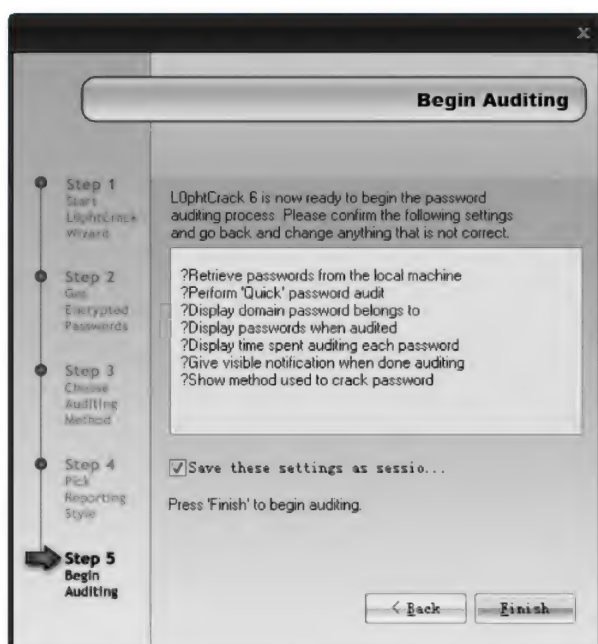 x
Begin Auditing
Step 1
Start
L0phtCrack
Wizard
Step 2
Get
Encrypted
Passwords
Step 3
Choose
Auditing
Method
Step 4
Pick
Reporting
Style
Step 5
Begin
Auditing
L0phtCrack 6 is now ready to begin the password
auditing process. Please confirm the following settings
and go back and change anything that is not correct.
?Retrieve passwords from the local machine
?Perform 'Quick' password audit
?Display domain password belongs to
?Display passwords when audited
?Display time spent auditing each password
?Give visible notification when done auditing
?Show method used to crack password
Save these settings as sessio...
Press 'Finish' to begin auditing.
< Back
Finish